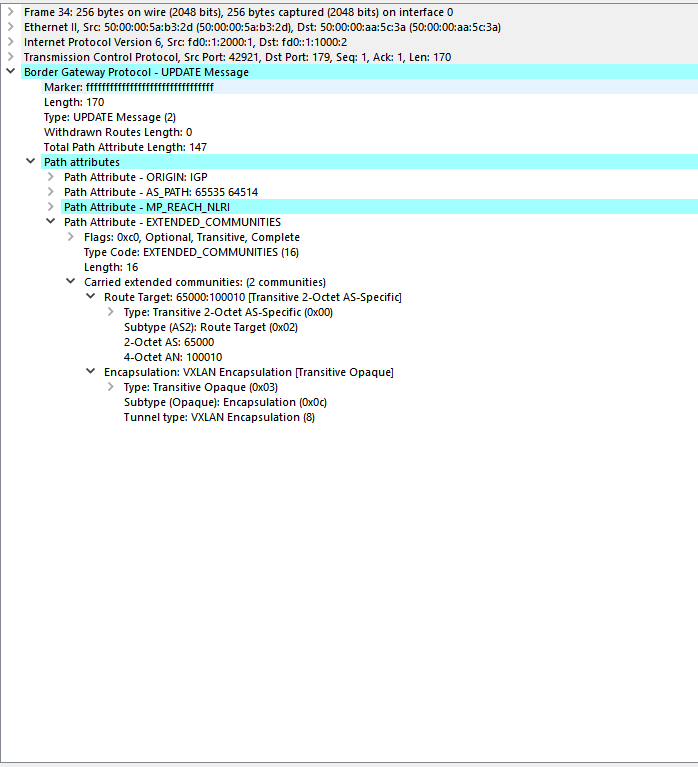 Frame 34: 256 bytes on wire (2048 bits), 256 bytes captured (2048 bits) on interface 0
Ethernet II, Src: 50:00:00:5a:b3:2d (50:00:00:5a:b3:2d), Dst: 50:00:00:aa:5c:3a (50:00:00:aa:5c:3a)
Internet Protocol Version 6, Src: fd0::1:2000:1, Dst: fd0::1:1000:2
Transmission Control Protocol, Src Port: 42921, Dst Port: 179, Seq: 1, Ack: 1, Len: 170
Border Gateway Protocol - UPDATE Message
Marker: ffffffffffffffffffffffffffffffff
Length: 170
Type: UPDATE Message (2)
Withdrawn Routes Length: 0
Total Path Attribute Length: 147
Path attributes
Path Attribute - ORIGIN: IGP
Path Attribute - AS_PATH: 65535 64514
Path Attribute - MP_REACH_NLRI
Path Attribute - EXTENDED_COMMUNITIES
Flags: 0xc0, Optional, Transitive, Complete
Type Code: EXTENDED_COMMUNITIES (16)
Length: 16
Carried extended communities: (2 communities)
Route Target: 65000:100010 [Transitive 2-Octet AS-Specific]
Type: Transitive 2-Octet AS-Specific (0x00)
Subtype (AS2): Route Target (0x02)
2-Octet AS: 65000
4-Octet AN: 100010
Encapsulation: VXLAN Encapsulation [Transitive Opaque]
Type: Transitive Opaque (0x03)
Subtype (Opaque): Encapsulation (0x0c)
Tunnel type: VXLAN Encapsulation (8)